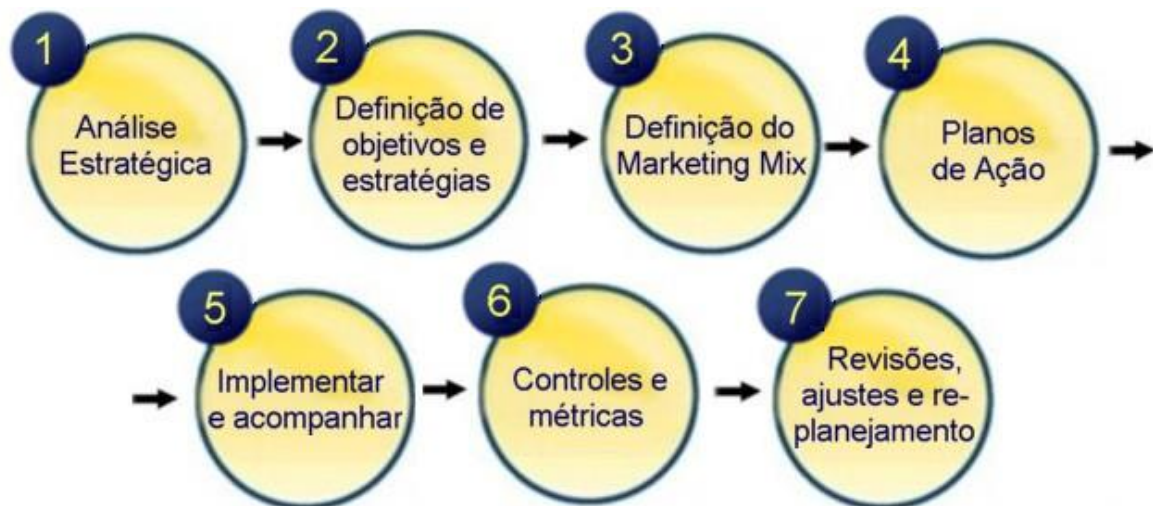 1
Análise
Estratégica
2
Definição de
objetivos e
estratégias
3
Definição do
Marketing Mix
4
Planos
de Ação
5
Implementar
e acompanhar
6
Controles e
métricas
7
Revisões,
ajustes e re-
planejamento